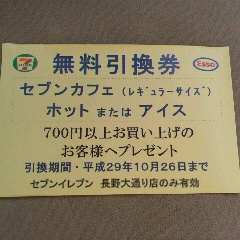 無料引換券
Esso
セブンカフェ(レギュラーサイズ)
ホット または アイス
700円以上お買い上げの
お客様へプレゼント
引換期間・平成29年10月26日まで
セブンイレブン 長野大通り店のみ有効